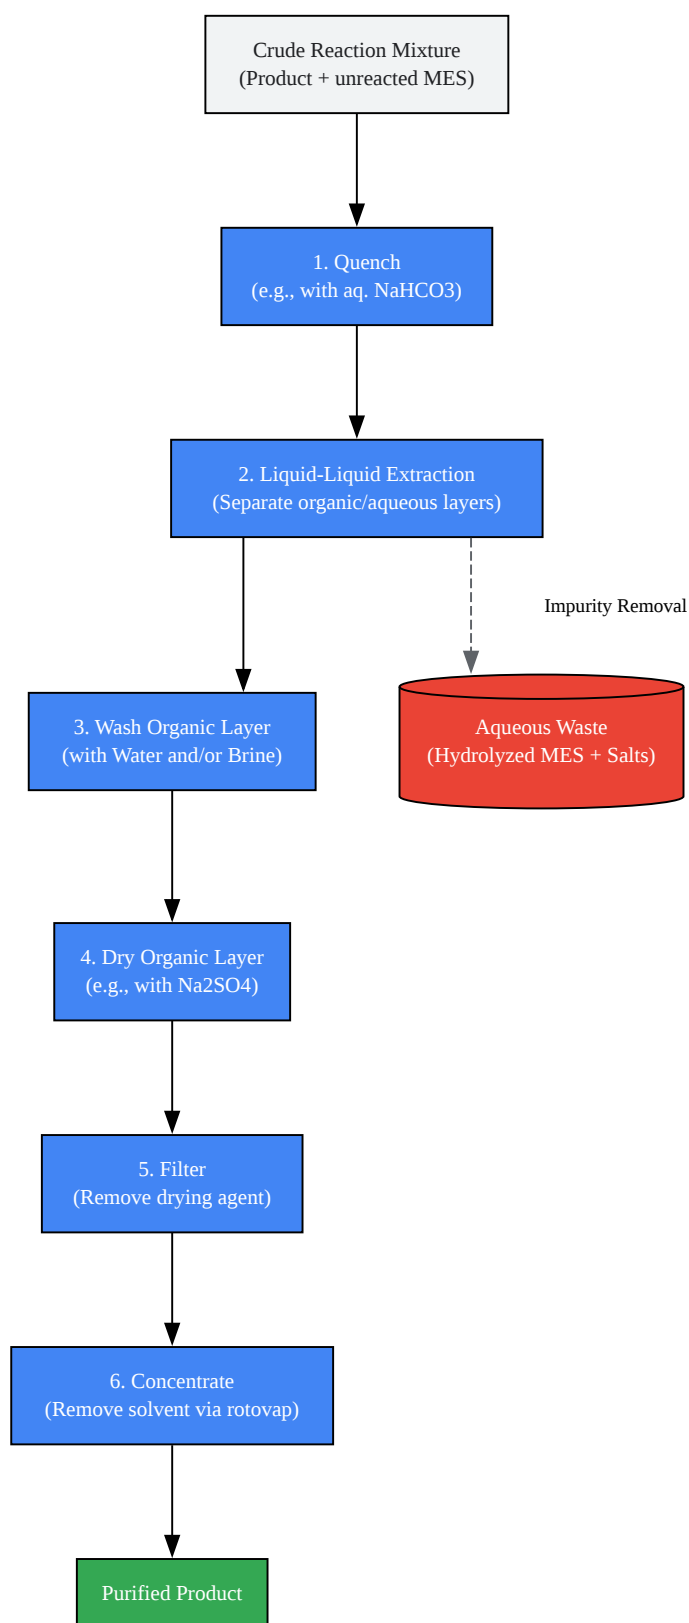 Crude Reaction Mixture
(Product + unreacted MES)
1. Quench
(e.g., with aq. NaHCO3)
2. Liquid-Liquid Extraction
(Separate organic/aqueous layers)
Impurity Removal
3. Wash Organic Layer
(with Water and/or Brine)
Aqueous Waste
(Hydrolyzed MES + Salts)
4. Dry Organic Layer
(e.g., with Na2SO4)
5. Filter
(Remove drying agent)
6. Concentrate
(Remove solvent via rotovap)
Purified Product